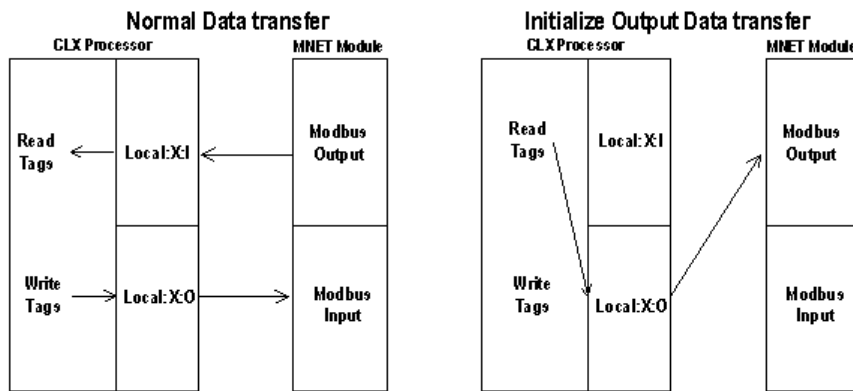 Normal Data transfer
CLX Processor
MNET Module
Read
Tags
Local:X:I
Modbus
Output
Write
Tags
Local:X:O
Modbus
Input
Initialize Output Data transfer
CLX Processor
MNET Module
Read
Tags
Local:X:I
Modbus
Output
Write
Tags
Local:X:O
Modbus
Input